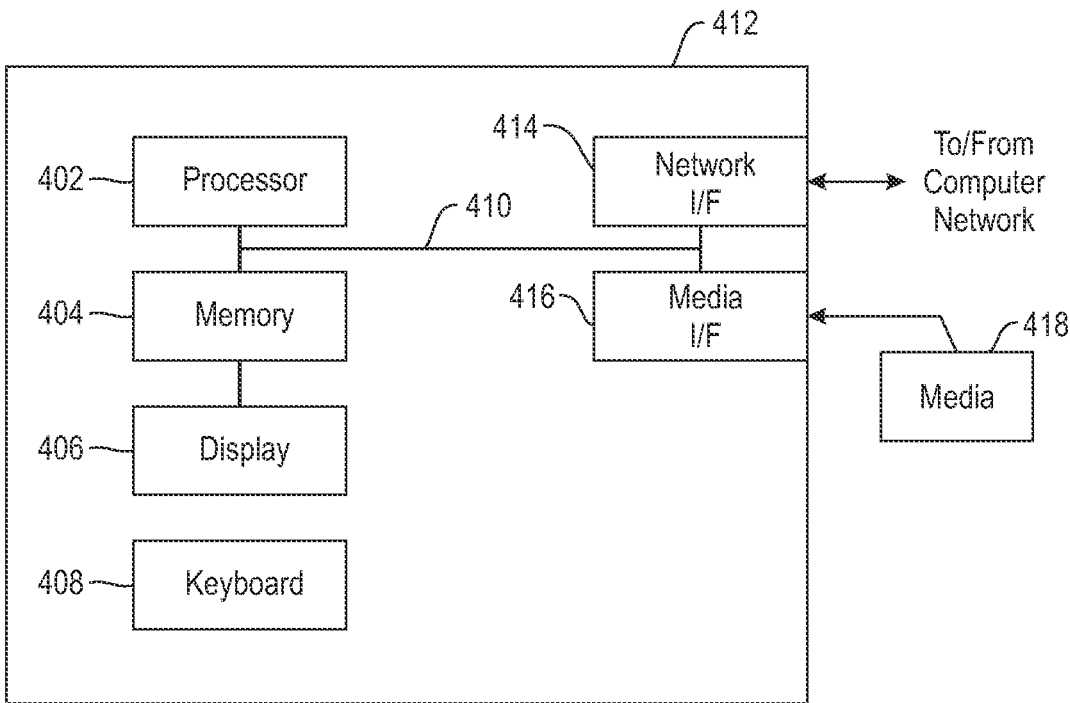 412
402
Processor
414
Network
I/F
To/From
Computer
Network
410
404
Memory
416
Media
I/F
418
Media
406
Display
408
Keyboard